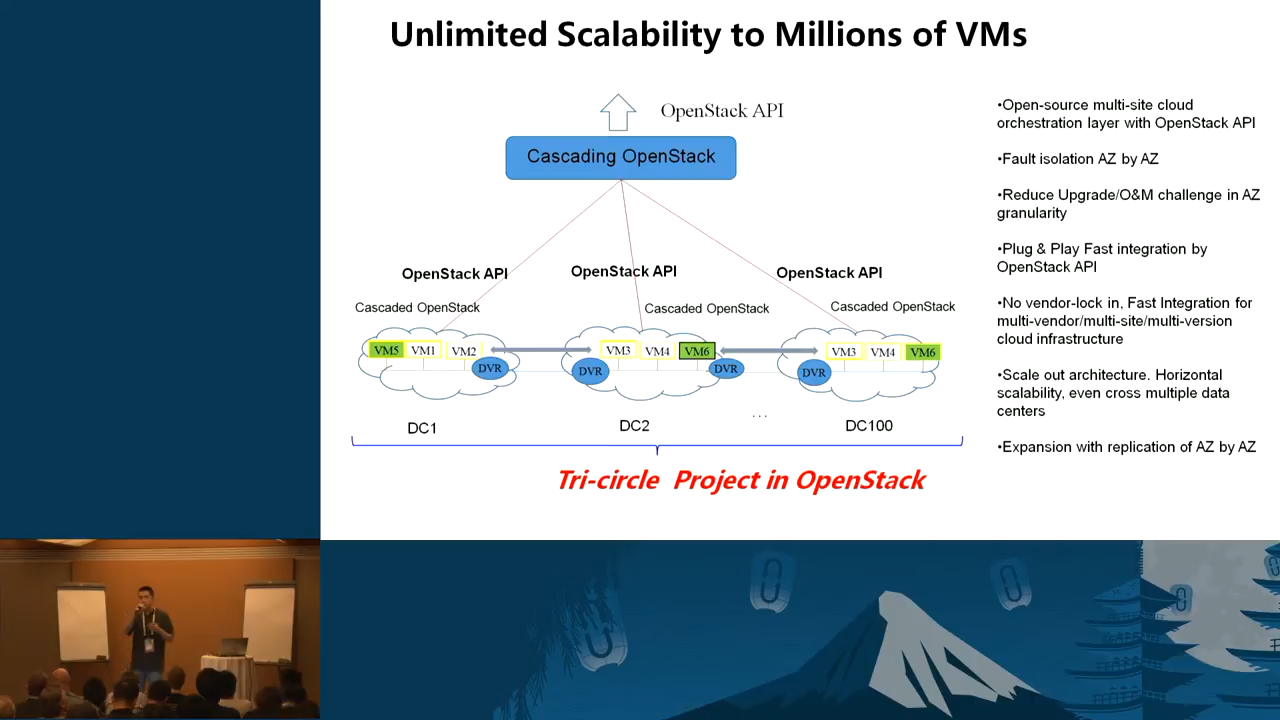 Unlimited Scalability to Millions of VMs
OpenStack API
Cascading OpenStack
OpenStack API
OpenStack API
OpenStack API
Cascaded OpenStack
Cascaded OpenStack
Cascaded OpenStack
VM5
VM1
VM2
DVR
VM3
VM4
VM6
DVR
DVR
VM3
VM4
VM6
DVR
DC1
DC2
...
DC100
Tri-circle Project in OpenStack
•Open-source multi-site cloud
orchestration layer with OpenStack API
•Fault isolation AZ by AZ
•Reduce Upgrade/O&M challenge in AZ
granularity
•Plug & Play Fast integration by
OpenStack API
•No vendor-lock in, Fast Integration for
multi-vendor/multi-site/multi-version
cloud infrastructure
•Scale out architecture. Horizontal
scalability, even cross multiple data
centers
•Expansion with replication of AZ by AZ